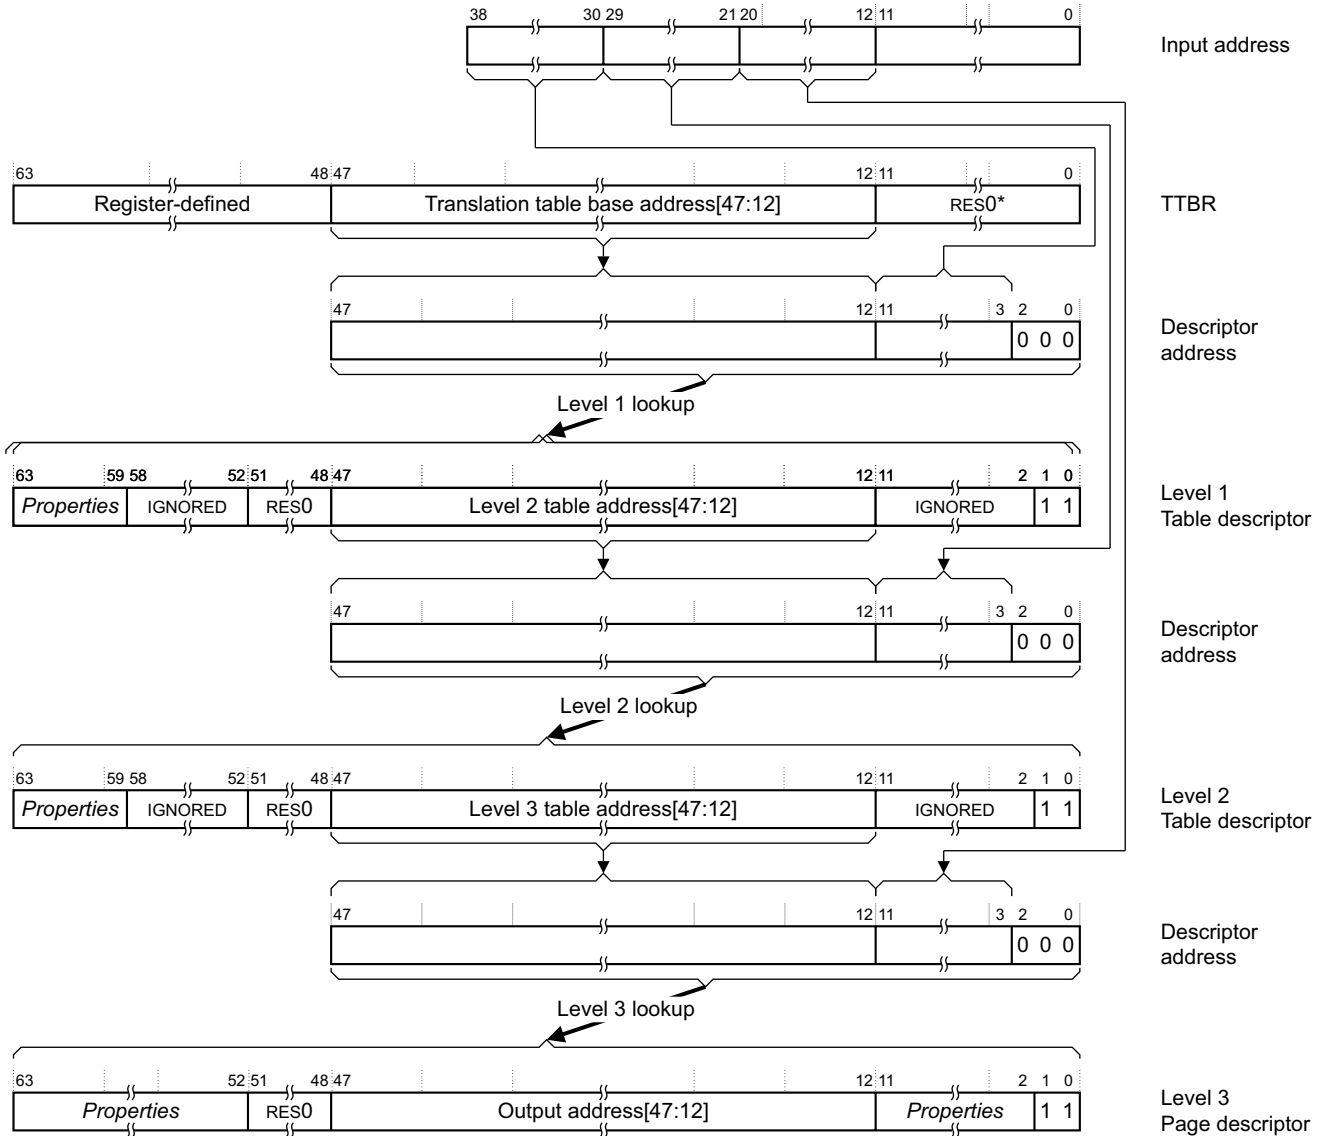 38 30 29 21 20 12 11 0
Input address
63 48 47 12 11 0
Register-defined Translation table base address[47:12] RES0* TTBR
47 12 11 3 2 0
0 0 0
Descriptor
address
Level 1 lookup
63 59 58 52 51 48 47 12 11 2 1 0
Properties IGNORED RES0 Level 2 table address[47:12] IGNORED 1 1
Level 1
Table descriptor
47 12 11 3 2 0
0 0 0
Descriptor
address
Level 2 lookup
63 59 58 52 51 48 47 12 11 2 1 0
Properties IGNORED RES0 Level 3 table address[47:12] IGNORED 1 1
Level 2
Table descriptor
47 12 11 3 2 0
0 0 0
Descriptor
address
Level 3 lookup
63 52 51 48 47 12 11 2 1 0
Properties RES0 Output address[47:12] Properties 1 1
Level 3
Page descriptor